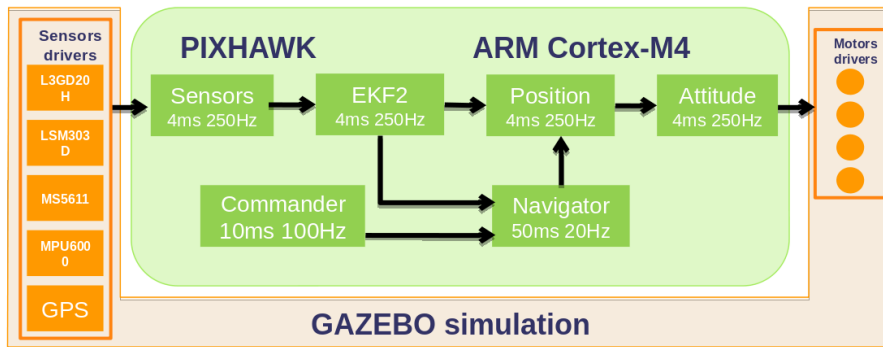 Sensors
drivers
L3GD20
H
LSM303
D
MS5611
MPU600
0
GPS
PIXHAWK
ARM Cortex-M4
Sensors
4ms 250Hz
EKF2
4ms 250Hz
Position
4ms 250Hz
Attitude
4ms 250Hz
Commander
10ms 100Hz
Navigator
50ms 20Hz
Motors
drivers
GAZEBO simulation